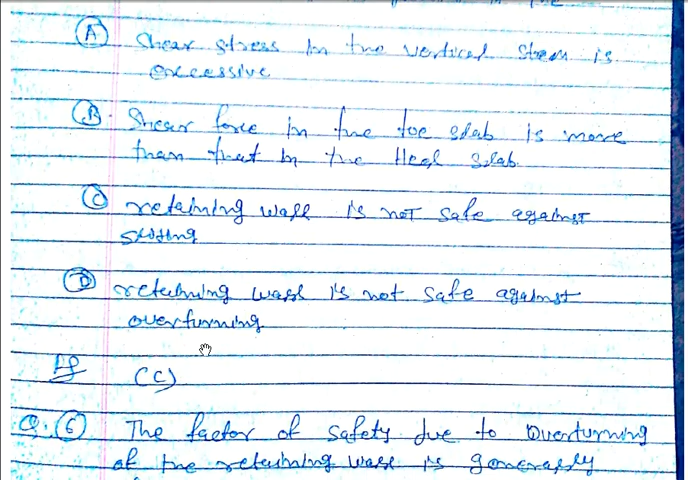 (A) Shear stress in the vertical stem is
excessive
(B) Shear force in the toe slab is more
than that in the Heel slab.
(C) retaining wall is not safe against
sliding
(D) retaining wall is not safe against
overturning
(C)
Q.(6) The factor of safety due to overturning
of the retaining wall is generally